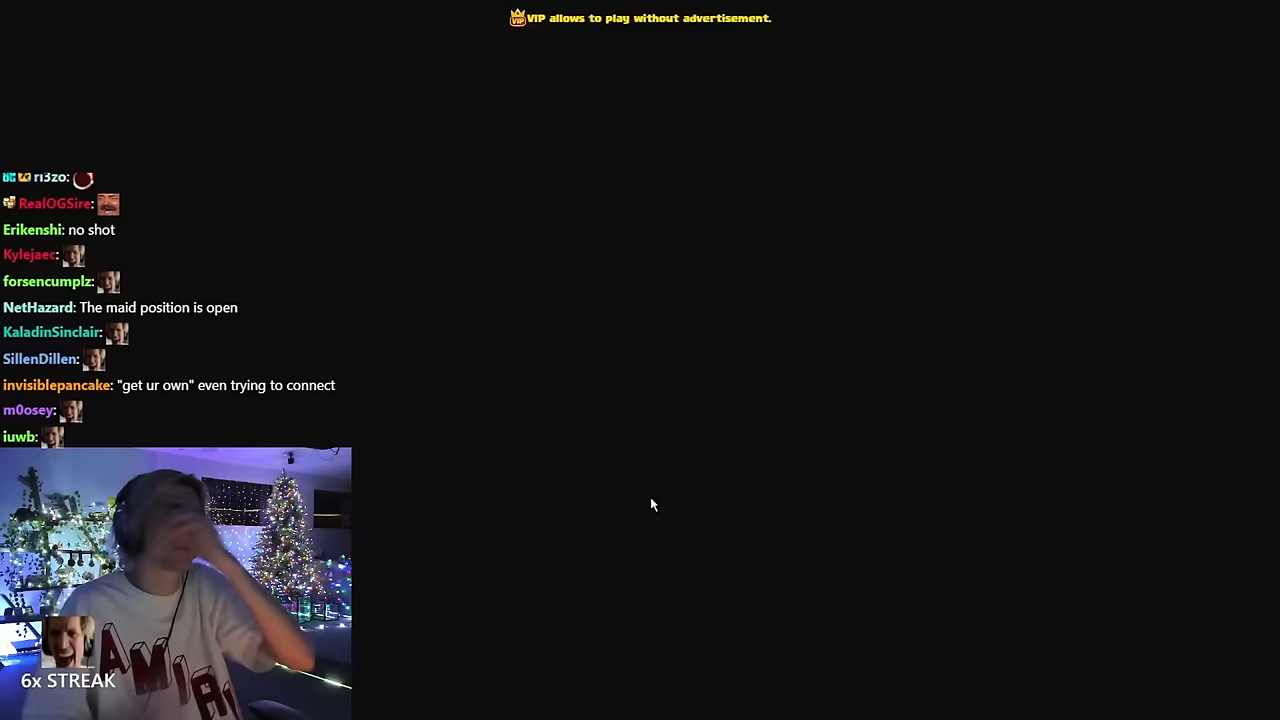 VIP allows to play without advertisement.
ri3zo:
RealOGSire:
Erikenshi: no shot
Kylejaec:
forsencumplz:
NetHazard: The maid position is open
KaladinSinclair:
SillenDillen:
invisiblepancake: "get ur own" even trying to connect
m0osey:
iuwb:
AMIRI
6x STREAK